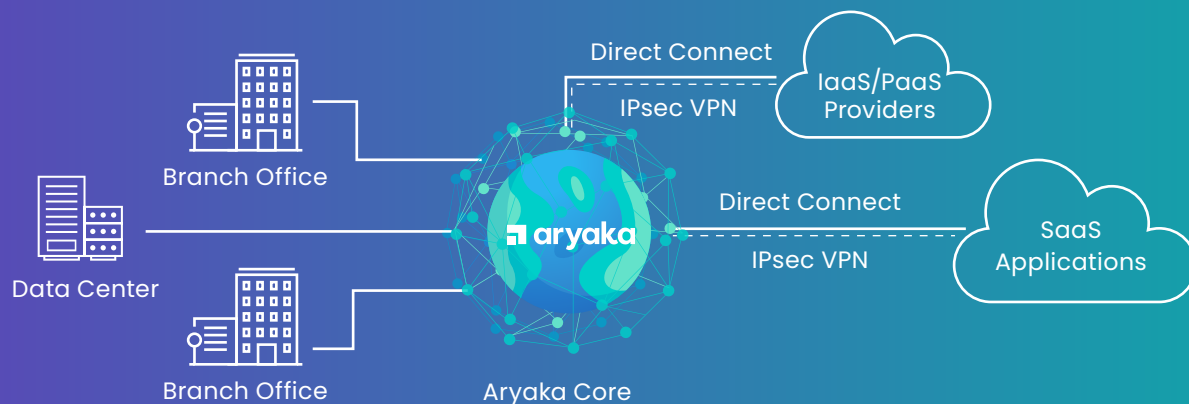 Direct Connect
IPsec VPN
IaaS/PaaS
Providers
Branch Office
Data Center
aryaka
Direct Connect
IPsec VPN
SaaS
Applications
Branch Office
Aryaka Core